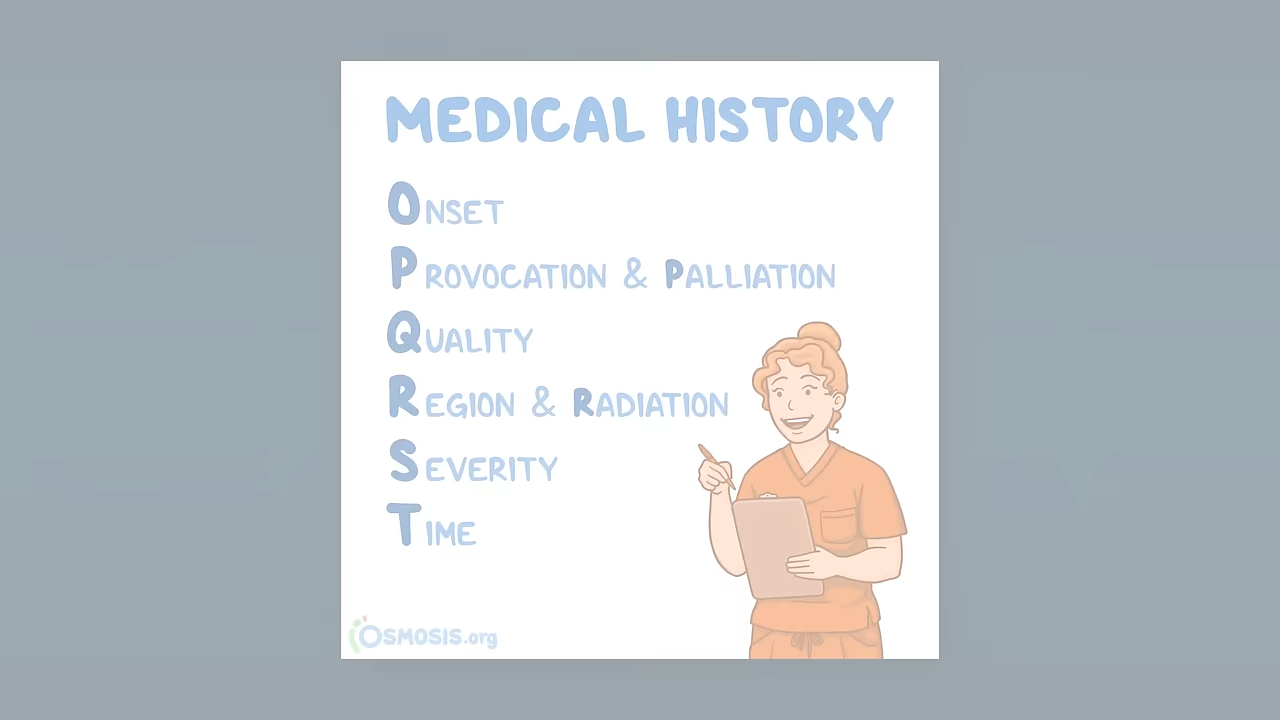 MEDICAL HISTORY
ONSET
PROVOCATION & PALLIATION
QUALITY
REGION & RADIATION
SEVERITY
TIME
OSMOSIS.org